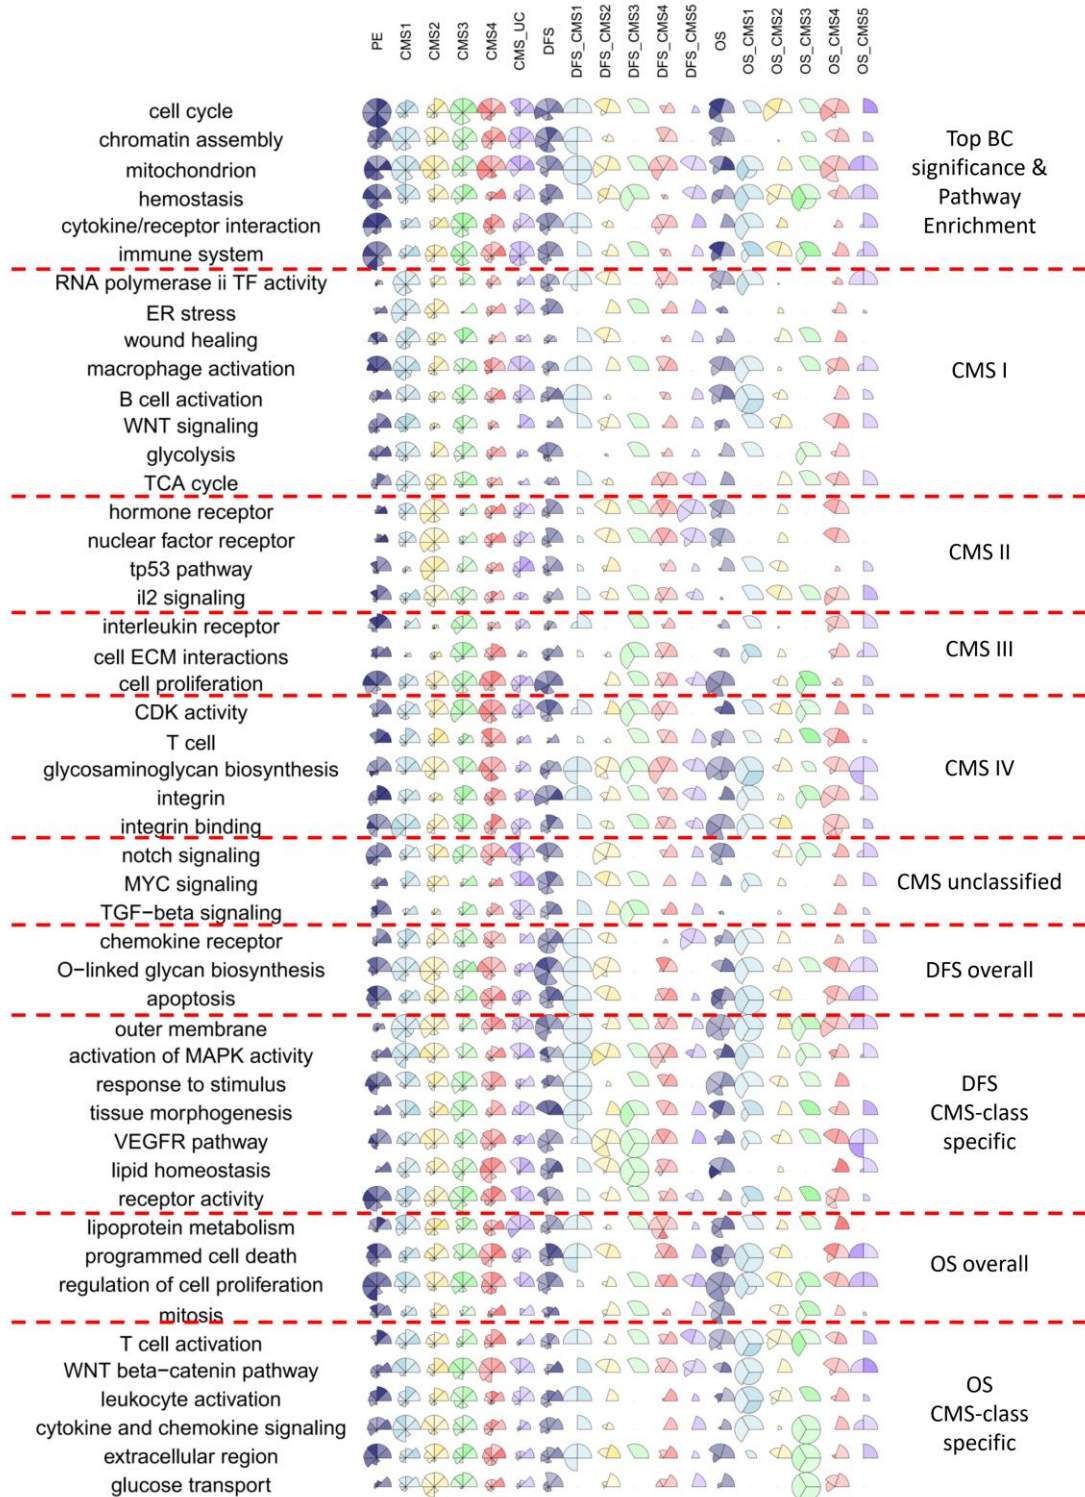 PE CMS1 CMS2 CMS3 CMS4 CMS_UC DFS DFS_CMS1 DFS_CMS2 DFS_CMS3 DFS_CMS4 DFS_CMS5 OS OS_CMS1 OS_CMS2 OS_CMS3 OS_CMS4 OS_CMS5
cell cycle
chromatin assembly
mitochondrion
hemostasis
cytokine/receptor interaction
immune system
Top BC
significance &
Pathway
Enrichment
RNA polymerase ii TF activity
ER stress
wound healing
macrophage activation
B cell activation
WNT signaling
glycolysis
TCA cycle
CMS I
hormone receptor
nuclear factor receptor
tp53 pathway
il2 signaling
CMS II
interleukin receptor
cell ECM interactions
cell proliferation
CMS III
CDK activity
T cell
glycosaminoglycan biosynthesis
integrin
integrin binding
CMS IV
notch signaling
MYC signaling
TGF−beta signaling
CMS unclassified
chemokine receptor
O−linked glycan biosynthesis
apoptosis
DFS overall
outer membrane
activation of MAPK activity
response to stimulus
tissue morphogenesis
VEGFR pathway
lipid homeostasis
receptor activity
DFS
CMS-class
specific
lipoprotein metabolism
programmed cell death
regulation of cell proliferation
mitosis
OS overall
T cell activation
WNT beta−catenin pathway
leukocyte activation
cytokine and chemokine signaling
extracellular region
glucose transport
OS
CMS-class
specific